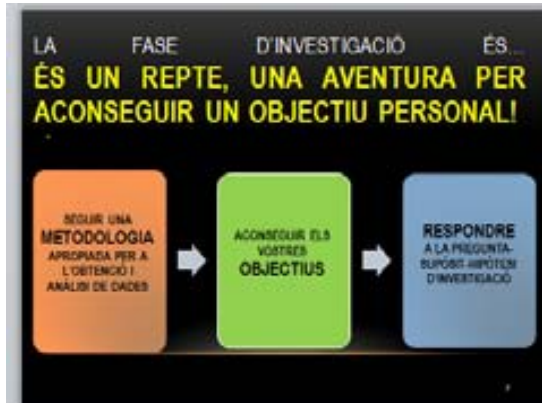 LA FASE D'INVESTIGACIÓ ÉS...
ÉS UN REPTE, UNA AVENTURA PER
ACONSEGUIR UN OBJECTIU PERSONAL!
SEGUIR UNA
METODOLOGIA
APROPIADA PER A
L'OBTENCIÓ I
ANÀLISI DE DADES
ACONSEGUIR ELS
VOSTRES
OBJECTIUS
RESPONDRE
A LA PREGUNTA-
SUPÒSIT-HIPÒTESI
D'INVESTIGACIÓ